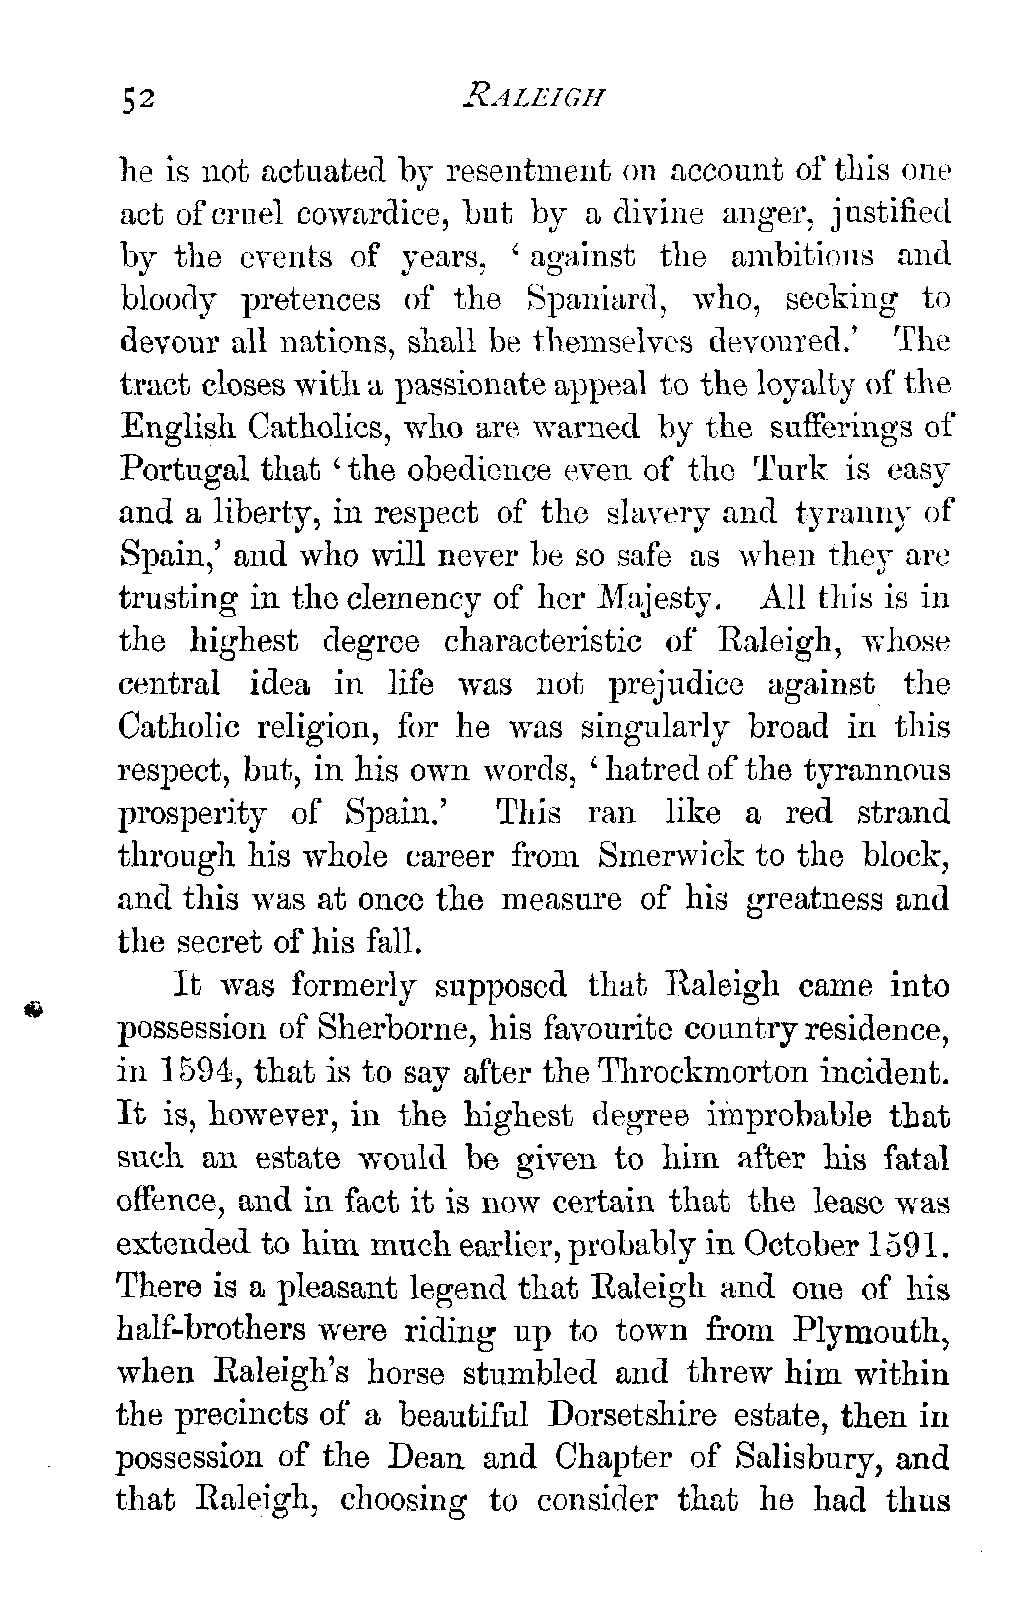 52 RALEIGH
he is not actuated by resentment on account of this one
act of cruel cowardice, but by a divine anger, justified
by the events of years, ‘against the ambitious and
bloody pretences of the Spaniard, who, seeking to
devour all nations, shall be themselves devoured.’ The
tract closes with a passionate appeal to the loyalty of the
English Catholics, who are warned by the sufferings of
Portugal that ‘the obedience even of the Turk is easy
and a liberty, in respect of the slavery and tyranny of
Spain,’ and who will never be so safe as when they are
trusting in the clemency of her Majesty. All this is in
the highest degree characteristic of Raleigh, whose
central idea in life was not prejudice against the
Catholic religion, for he was singularly broad in this
respect, but, in his own words, ‘hatred of the tyrannous
prosperity of Spain.’ This ran like a red strand
through his whole career from Smerwick to the block,
and this was at once the measure of his greatness and
the secret of his fall.
It was formerly supposed that Raleigh came into
possession of Sherborne, his favourite country residence,
in 1594, that is to say after the Throckmorton incident.
It is, however, in the highest degree improbable that
such an estate would be given to him after his fatal
offence, and in fact it is now certain that the lease was
extended to him much earlier, probably in October 1591.
There is a pleasant legend that Raleigh and one of his
half-brothers were riding up to town from Plymouth,
when Raleigh’s horse stumbled and threw him within
the precincts of a beautiful Dorsetshire estate, then in
possession of the Dean and Chapter of Salisbury, and
that Raleigh, choosing to consider that he had thus